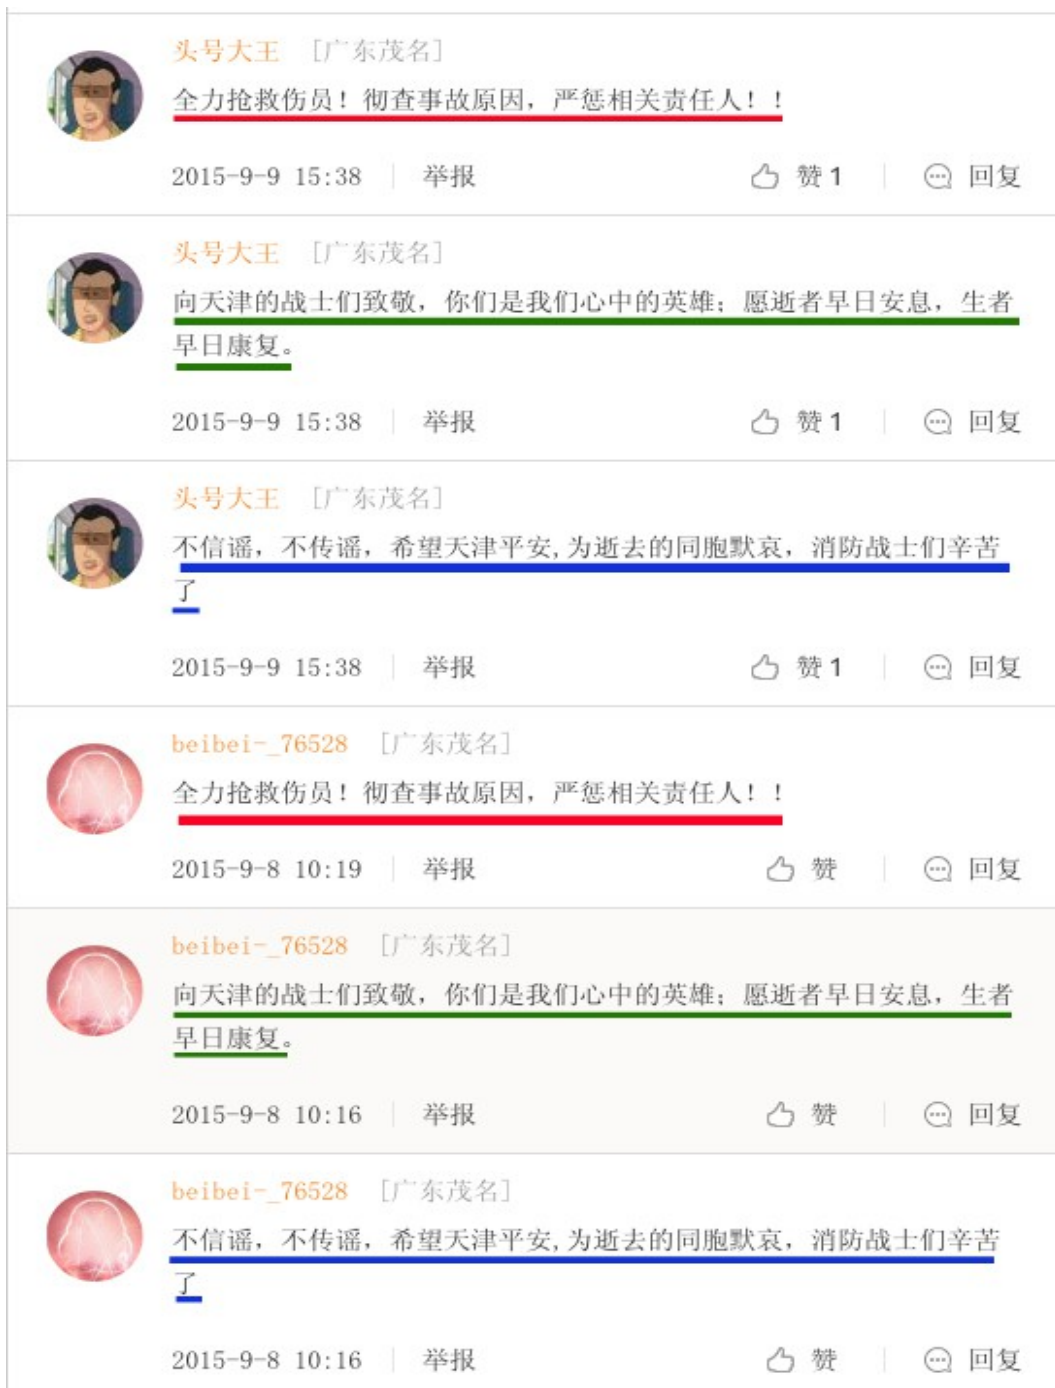 头号大王 [广东茂名]
全力抢救伤员！彻查事故原因，严惩相关责任人！！
2015-9-9 15:38 举报 赞1 回复
头号大王 [广东茂名]
向天津的战士们致敬，你们是我们心中的英雄；愿逝者早日安息，生者
早日康复。
2015-9-9 15:38 举报 赞1 回复
头号大王 [广东茂名]
不信谣，不传谣，希望天津平安,为逝去的同胞默哀，消防战士们辛苦
了
2015-9-9 15:38 举报 赞1 回复
beibei-_76528 [广东茂名]
全力抢救伤员！彻查事故原因，严惩相关责任人！！
2015-9-8 10:19 举报 赞 回复
beibei-_76528 [广东茂名]
向天津的战士们致敬，你们是我们心中的英雄；愿逝者早日安息，生者
早日康复。
2015-9-8 10:16 举报 赞 回复
beibei-_76528 [广东茂名]
不信谣，不传谣，希望天津平安,为逝去的同胞默哀，消防战士们辛苦
了
2015-9-8 10:16 举报 赞 回复